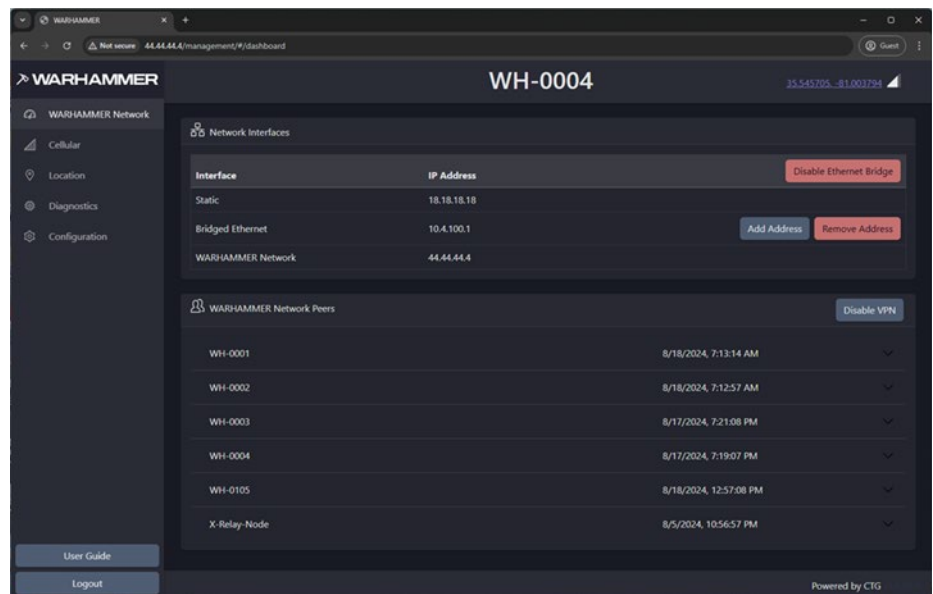 WARHAMMER
Not secure 44.44.44.4/management/#/dashboard Guest
WARHAMMER WH-0004 35.545705, -81.003794
WARHAMMER Network
Cellular
Location
Diagnostics
Configuration
User Guide
Logout
Network Interfaces
Interface IP Address Disable Ethernet Bridge
Static 18.18.18.18
Bridged Ethernet 10.4.100.1 Add Address Remove Address
WARHAMMER Network 44.44.44.4
WARHAMMER Network Peers Disable VPN
WH-0001 8/18/2024, 7:13:14 AM
WH-0002 8/18/2024, 7:12:57 AM
WH-0003 8/17/2024, 7:21:08 PM
WH-0004 8/17/2024, 7:19:07 PM
WH-0105 8/18/2024, 12:57:08 PM
X-Relay-Node 8/5/2024, 10:56:57 PM
Powered by CTG